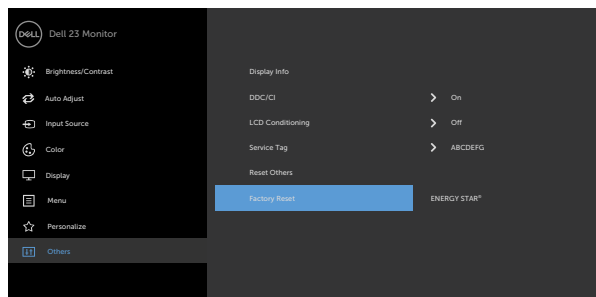 DELL Dell 23 Monitor
Brightness/Contrast
Auto Adjust
Input Source
Color
Display
Menu
Personalize
Others
Display Info
DDC/CI On
LCD Conditioning Off
Service Tag ABCDEFG
Reset Others
Factory Reset ENERGY STAR®